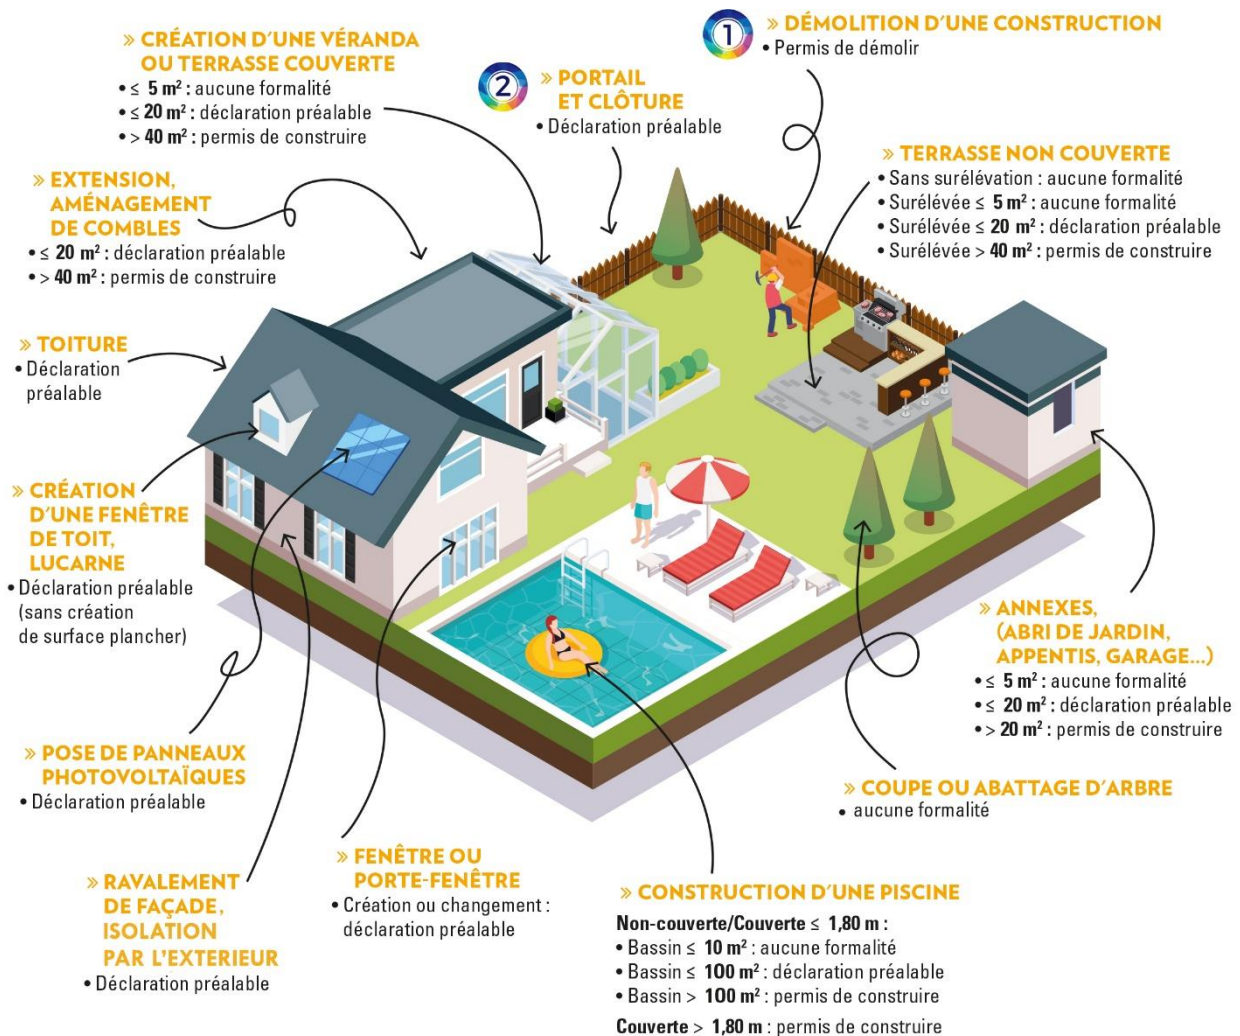 » CRÉATION D'UNE VÉRANDA
OU TERRASSE COUVERTE
• ≤ 5 m² : aucune formalité
• ≤ 20 m² : déclaration préalable
• > 40 m² : permis de construire
2
» PORTAIL
ET CLÔTURE
• Déclaration préalable
1
» DÉMOLITION D'UNE CONSTRUCTION
• Permis de démolir
» TERRASSE NON COUVERTE
• Sans surélévation : aucune formalité
• Surélévée ≤ 5 m² : aucune formalité
• Surélévée ≤ 20 m² : déclaration préalable
• Surélévée > 40 m² : permis de construire
» EXTENSION,
AMÉNAGEMENT
DE COMBLES
• ≤ 20 m² : déclaration préalable
• > 40 m² : permis de construire
» TOITURE
• Déclaration
préalable
» CRÉATION
D'UNE FENÊTRE
DE TOIT,
LUCARNE
• Déclaration préalable
(sans création
de surface plancher)
» ANNEXES,
(ABRI DE JARDIN,
APPENTIS, GARAGE...)
• ≤ 5 m² : aucune formalité
• ≤ 20 m² : déclaration préalable
• > 20 m² : permis de construire
» POSE DE PANNEAUX
PHOTOVOLTAÏQUES
• Déclaration préalable
» COUPE OU ABATTAGE D'ARBRE
• aucune formalité
» RAVALEMENT
DE FAÇADE,
ISOLATION
PAR L'EXTERIEUR
• Déclaration préalable
» FENÊTRE OU
PORTE-FENÊTRE
• Création ou changement :
déclaration préalable
» CONSTRUCTION D'UNE PISCINE
Non-couverte/Couverte ≤ 1,80 m :
• Bassin ≤ 10 m² : aucune formalité
• Bassin ≤ 100 m² : déclaration préalable
• Bassin > 100 m² : permis de construire
Couverte > 1,80 m : permis de construire